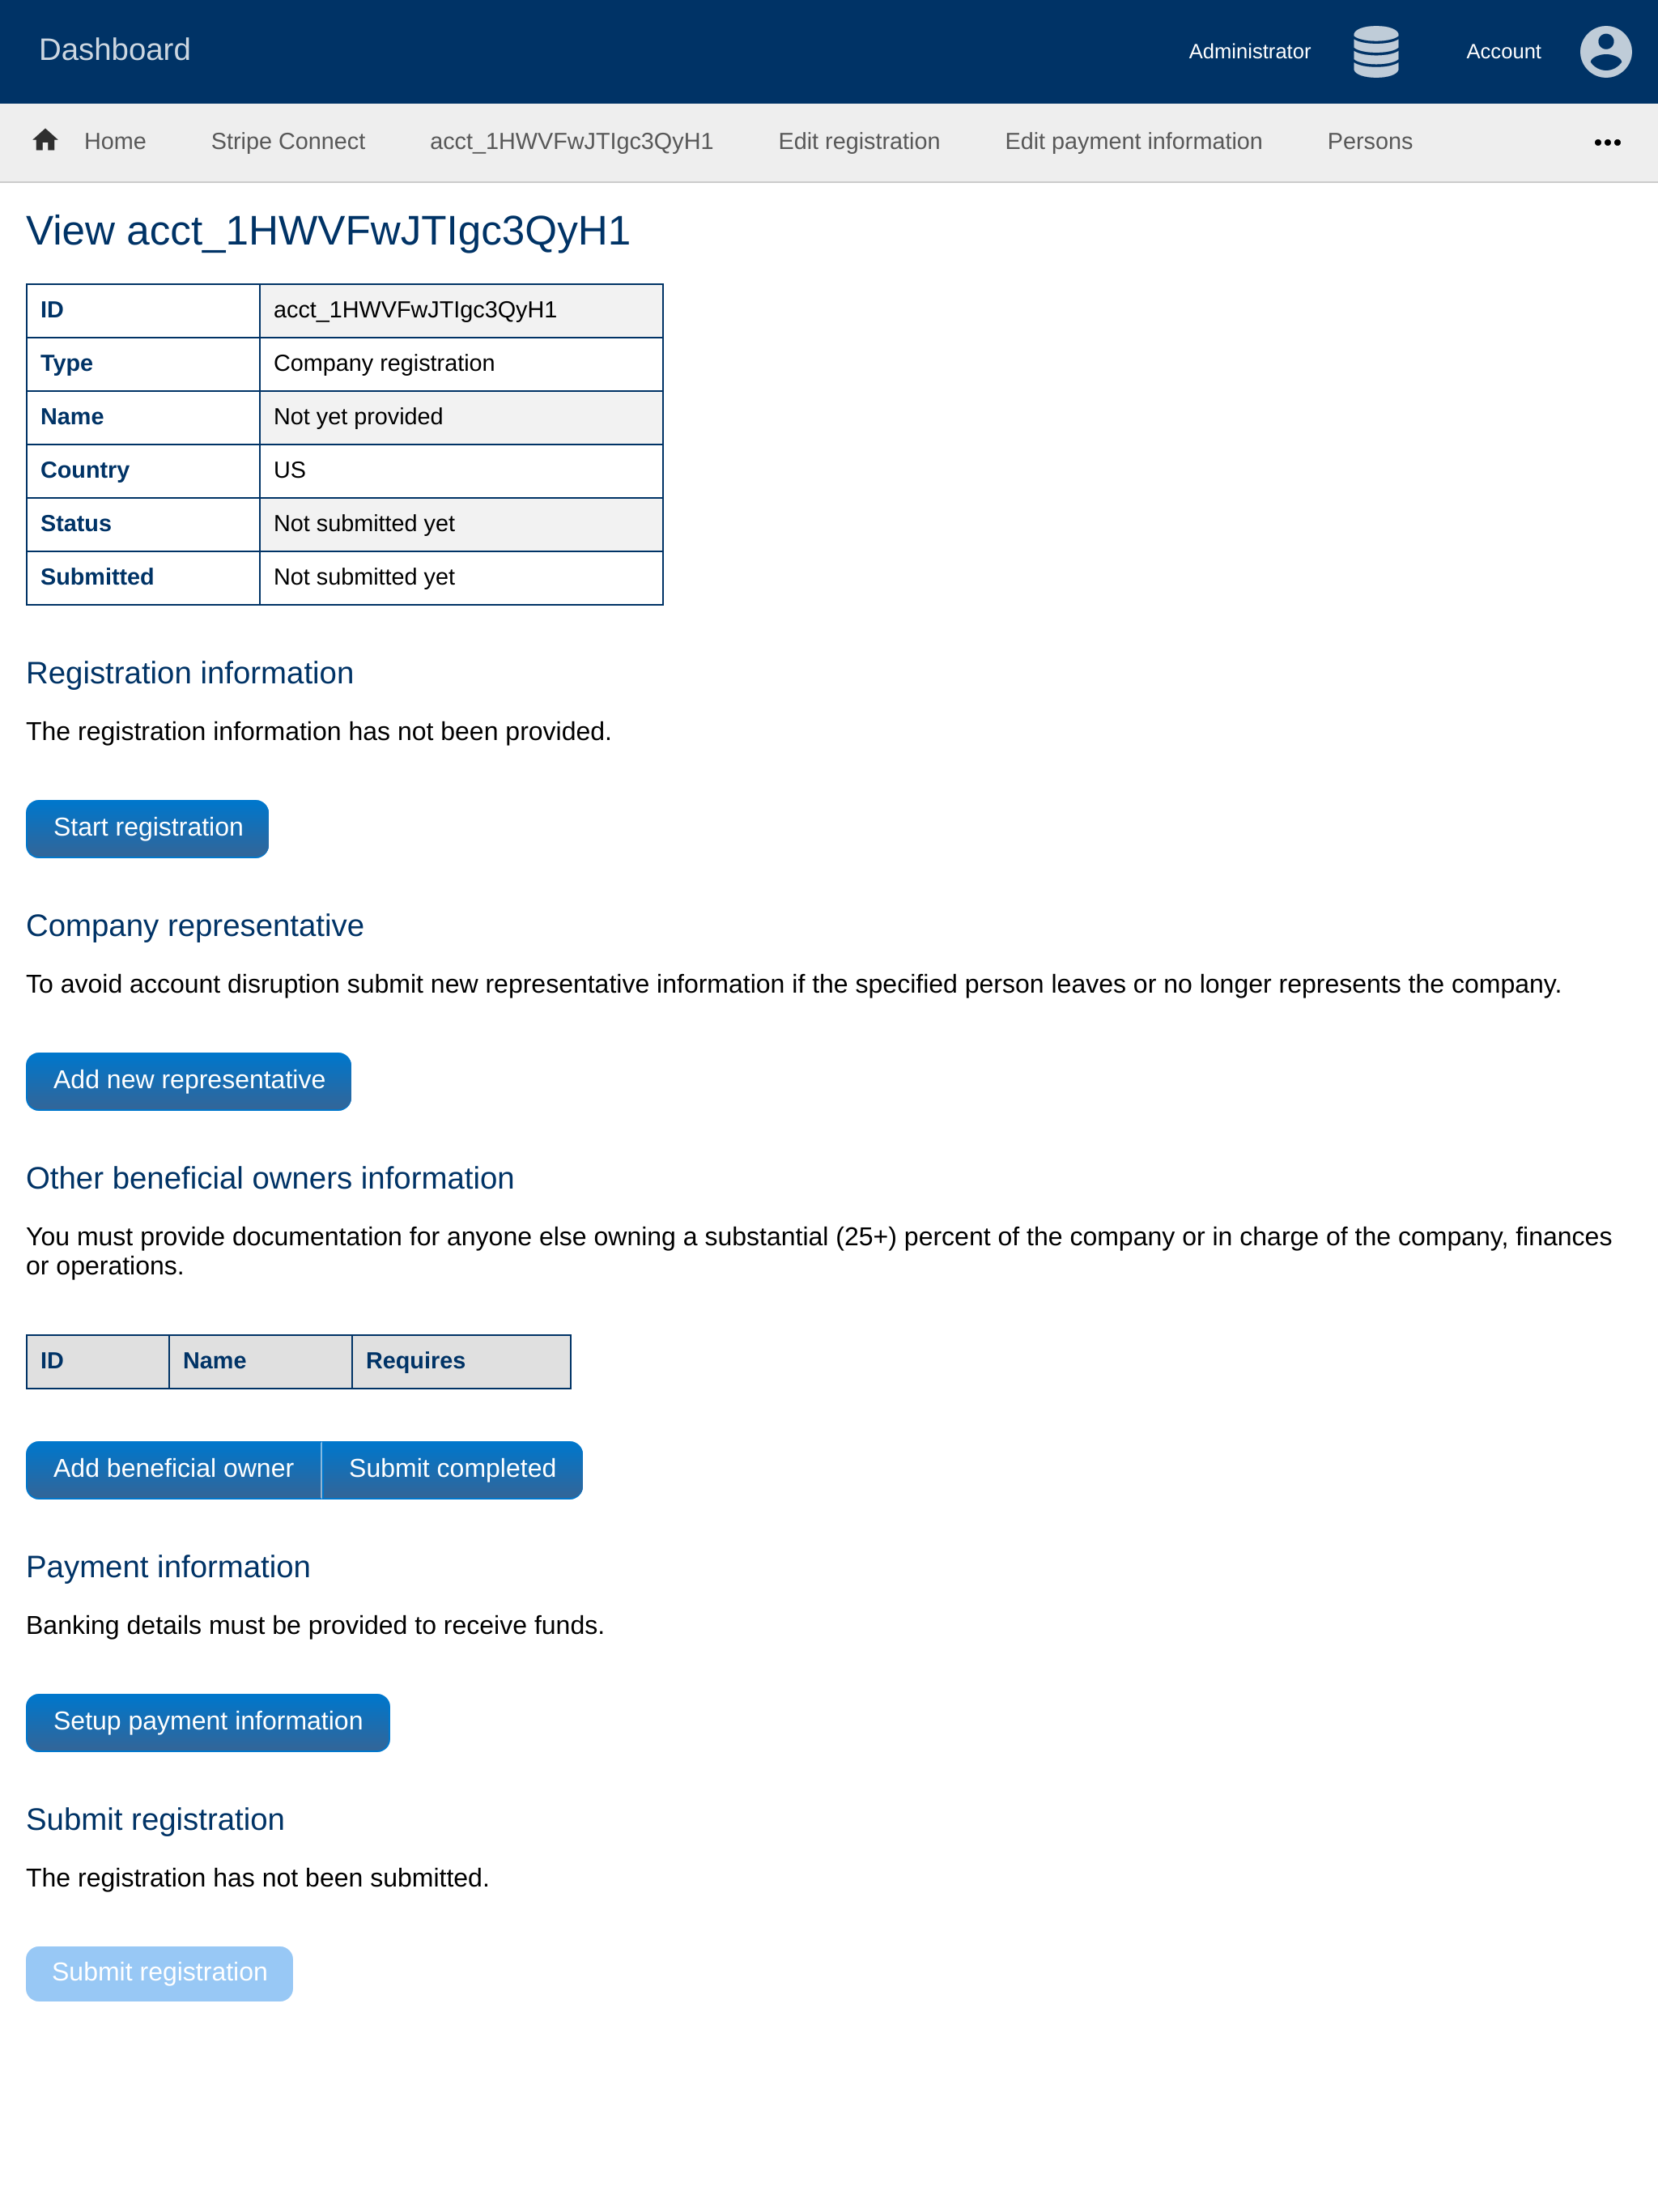 Dashboard
Administrator
Account
Home Stripe Connect acct_1HWVFwJTIgc3QyH1 Edit registration Edit payment information Persons
View acct_1HWVFwJTIgc3QyH1
ID acct_1HWVFwJTIgc3QyH1
Type Company registration
Name Not yet provided
Country US
Status Not submitted yet
Submitted Not submitted yet
Registration information
The registration information has not been provided.
Start registration
Company representative
To avoid account disruption submit new representative information if the specified person leaves or no longer represents the company.
Add new representative
Other beneficial owners information
You must provide documentation for anyone else owning a substantial (25+) percent of the company or in charge of the company, finances
or operations.
ID Name Requires
Add beneficial owner Submit completed
Payment information
Banking details must be provided to receive funds.
Setup payment information
Submit registration
The registration has not been submitted.
Submit registration